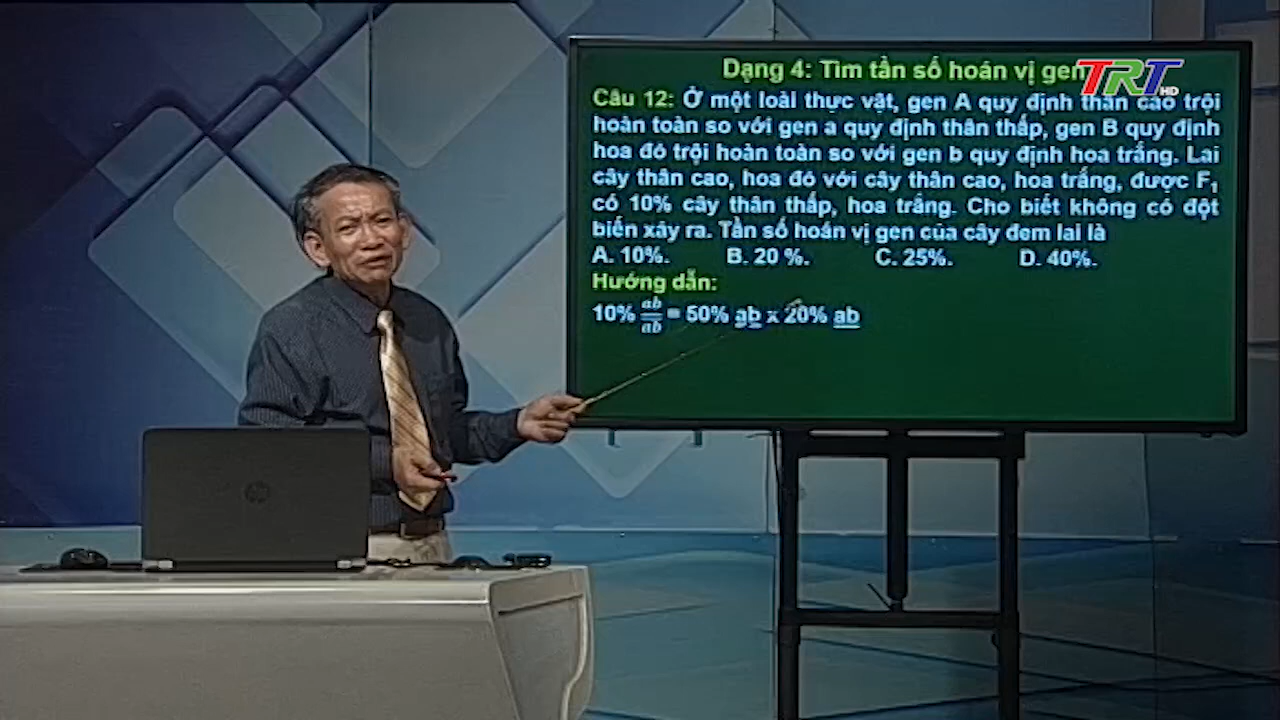 Dạng 4: Tìm tần số hoán vị gen
TRT HD
Câu 12: Ở một loài thực vật, gen A quy định thân cao trội
hoàn toàn so với gen a quy định thân thấp, gen B quy định
hoa đỏ trội hoàn toàn so với gen b quy định hoa trắng. Lai
cây thân cao, hoa đỏ với cây thân cao, hoa trắng, được F₁
có 10% cây thân thấp, hoa trắng. Cho biết không có đột
biến xảy ra. Tần số hoán vị gen của cây đem lai là
A. 10%. B. 20 %. C. 25%. D. 40%.
Hướng dẫn:
10% ab/ab = 50% ab x 20% ab
hp